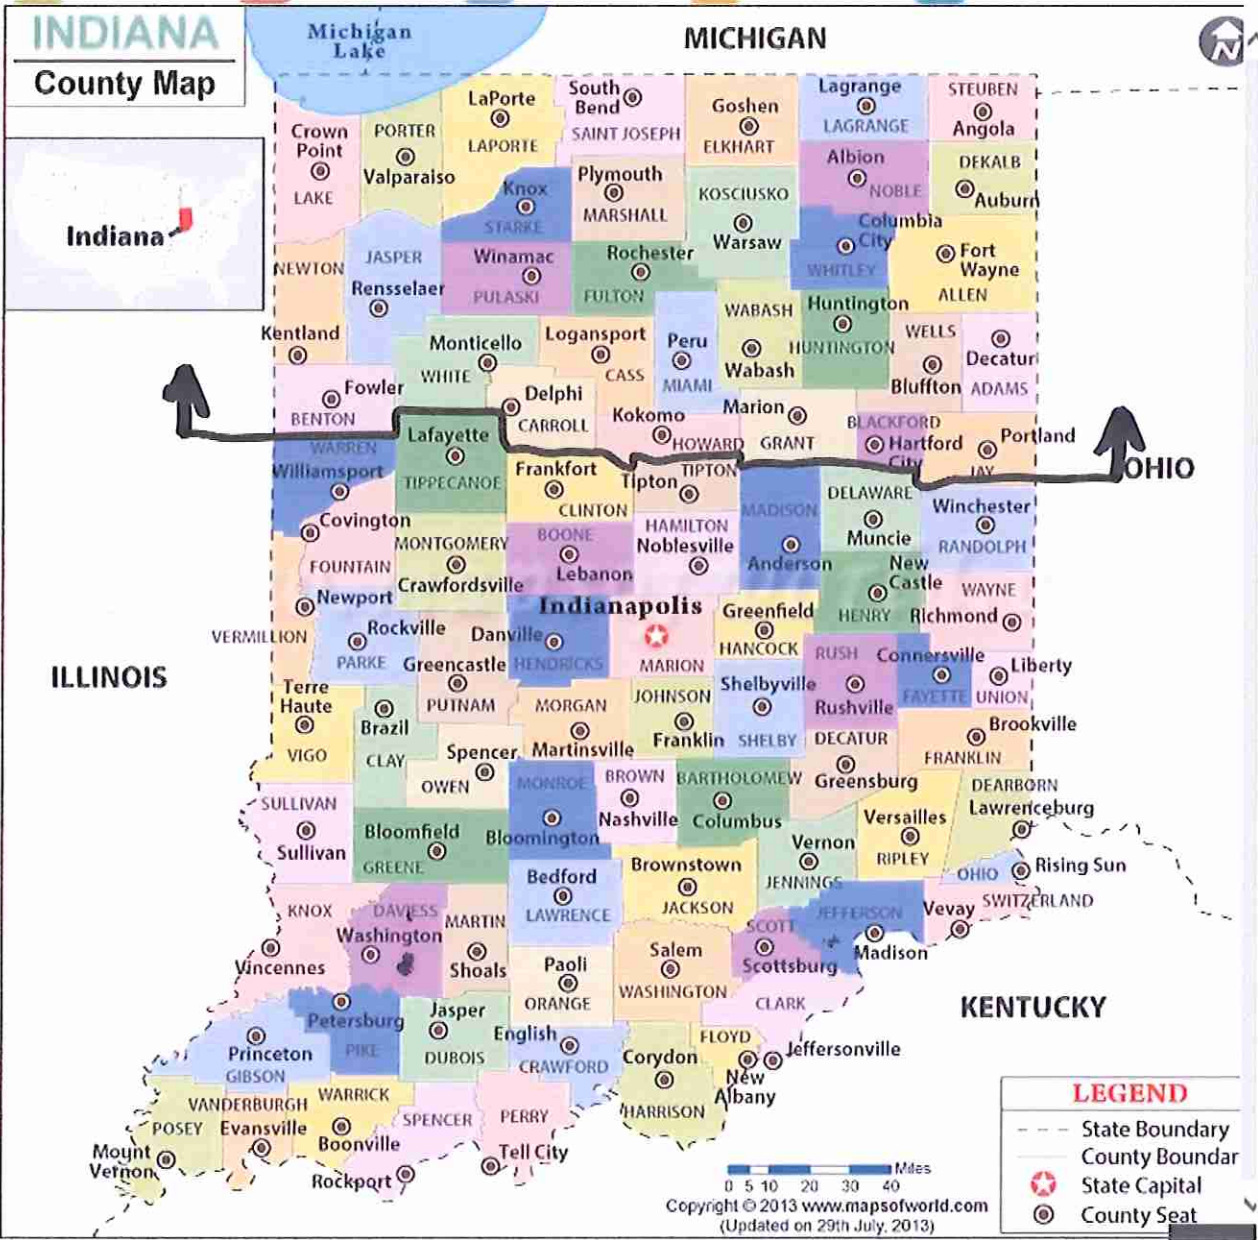 INDIANA
County Map
Michigan
Lake
MICHIGAN
N
Indiana
Crown
Point
LAKE
PORTER
Valparaiso
LaPorte
LAPORTE
South
Bend
SAINT JOSEPH
Goshen
ELKHART
Lagrange
LAGRANGE
STEUBEN
Angola
Knox
STARKE
Plymouth
MARSHALL
KOSCIUSKO
Warsaw
Albion
NOBLE
DEKALB
Auburn
Columbia
City
WHITLEY
Fort
Wayne
ALLEN
NEWTON
Kentland
JASPER
Rensselaer
Winamac
PULASKI
Rochester
FULTON
WABASH
Wabash
Huntington
HUNTINGTON
WELLS
Bluffton
Decatur
ADAMS
Monticello
WHITE
Logansport
CASS
Peru
MIAMI
Fowler
BENTON
Delphi
CARROLL
Kokomo
HOWARD
Marion
GRANT
BLACKFORD
Hartford
City
Portland
JAY
OHIO
WARREN
Williamsport
Lafayette
TIPPECANOE
Frankfort
CLINTON
TIPTON
Tipton
MADISON
Anderson
DELAWARE
Muncie
Winchester
RANDOLPH
Covington
FOUNTAIN
MONTGOMERY
Crawfordsville
BOONE
Lebanon
HAMILTON
Noblesville
New
Castle
HENRY
WAYNE
Richmond
Newport
VERMILLION
Rockville
PARKE
Greencastle
PUTNAM
Danville
HENDRICKS
Indianapolis
MARION
Greenfield
HANCOCK
RUSH
Rushville
Connersville
FAYETTE
Liberty
UNION
ILLINOIS
Terre
Haute
VIGO
Brazil
CLAY
Spencer
OWEN
MORGAN
Martinsville
JOHNSON
Franklin
Shelbyville
SHELBY
DECATUR
Greensburg
Brookville
FRANKLIN
SULLIVAN
Sullivan
Bloomfield
GREENE
MONROE
Bloomington
BROWN
Nashville
BARTHOLOMEW
Columbus
Vernon
JENNINGS
Versailles
RIPLEY
DEARBORN
Lawrenceburg
OHIO
Rising Sun
KNOX
Vincennes
DAVIESS
Washington
MARTIN
Shoals
Bedford
LAWRENCE
Brownstown
JACKSON
SCOTT
Scottsburg
JEFFERSON
Madison
Vevay
SWITZERLAND
Paoli
ORANGE
Salem
WASHINGTON
CLARK
Jeffersonville
KENTUCKY
Princeton
GIBSON
Petersburg
PIKE
Jasper
DUBOIS
English
CRAWFORD
Corydon
HARRISON
FLOYD
New
Albany
POSEY
Mount
Vernon
VANDERBURGH
Evansville
WARRICK
Boonville
SPENCER
Rockport
PERRY
Tell City
Miles
0 5 10 20 30 40
Copyright © 2013 www.mapsofworld.com
(Updated on 29th July, 2013)
LEGEND
State Boundary
County Boundar
State Capital
County Seat